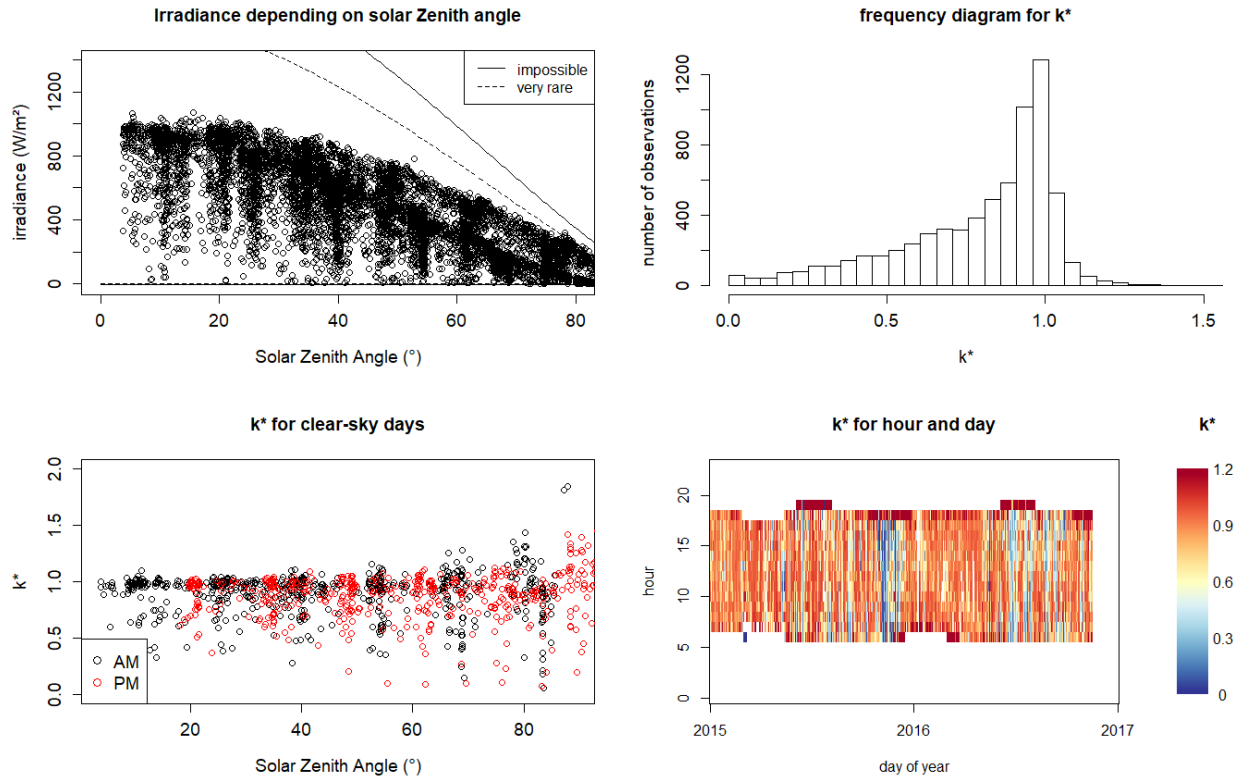 Irradiance depending on solar Zenith angle
irradiance (W/m²)
0 400 800 1200
impossible
very rare
0 20 40 60 80
Solar Zenith Angle (°)
frequency diagram for k*
number of observations
0 400 800 1200
0.0 0.5 1.0 1.5
k*
k* for clear-sky days
k*
0.0 0.5 1.0 1.5 2.0
AM
PM
20 40 60 80
Solar Zenith Angle (°)
k* for hour and day
hour
0 5 10 15 20
2015 2016 2017
day of year
k*
1.2
0.9
0.6
0.3
0